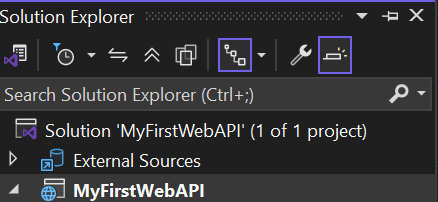 Solution Explorer
Search Solution Explorer (Ctrl+;)
Solution 'MyFirstWebAPI' (1 of 1 project)
External Sources
MyFirstWebAPI